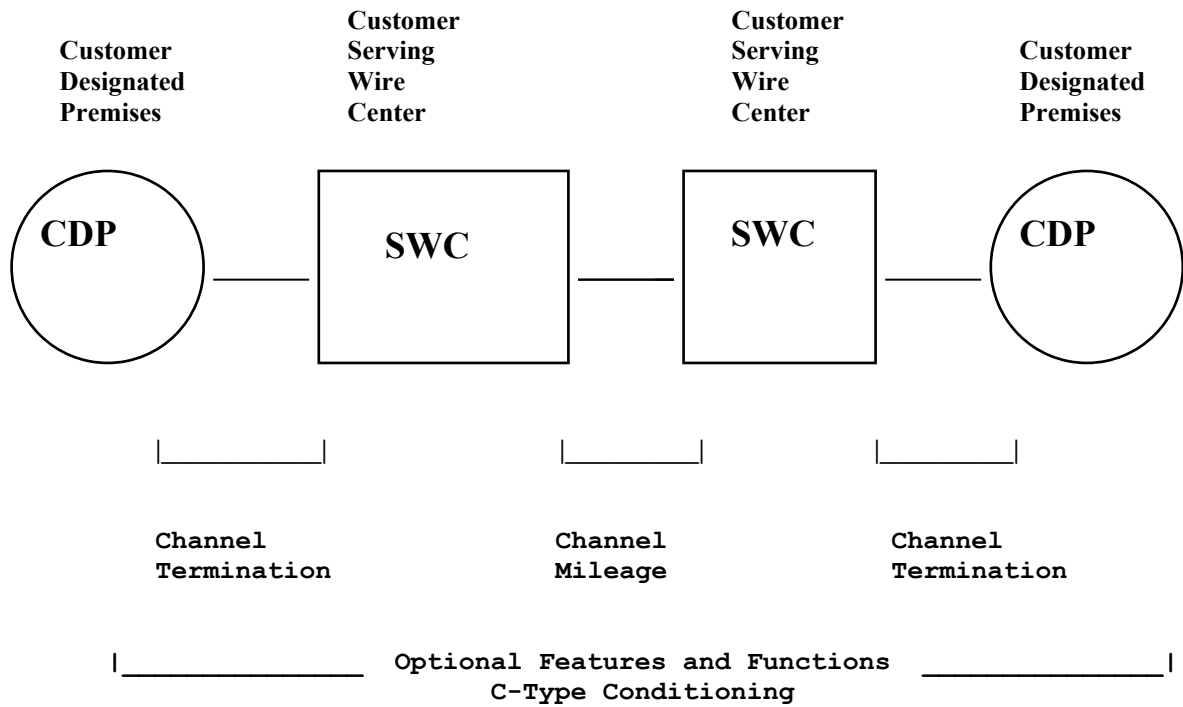 Customer
Designated
Premises
Customer
Serving
Wire
Center
Customer
Serving
Wire
Center
Customer
Designated
Premises
CDP
SWC
SWC
CDP
Channel
Termination
Channel
Mileage
Channel
Termination
Optional Features and Functions
C-Type Conditioning